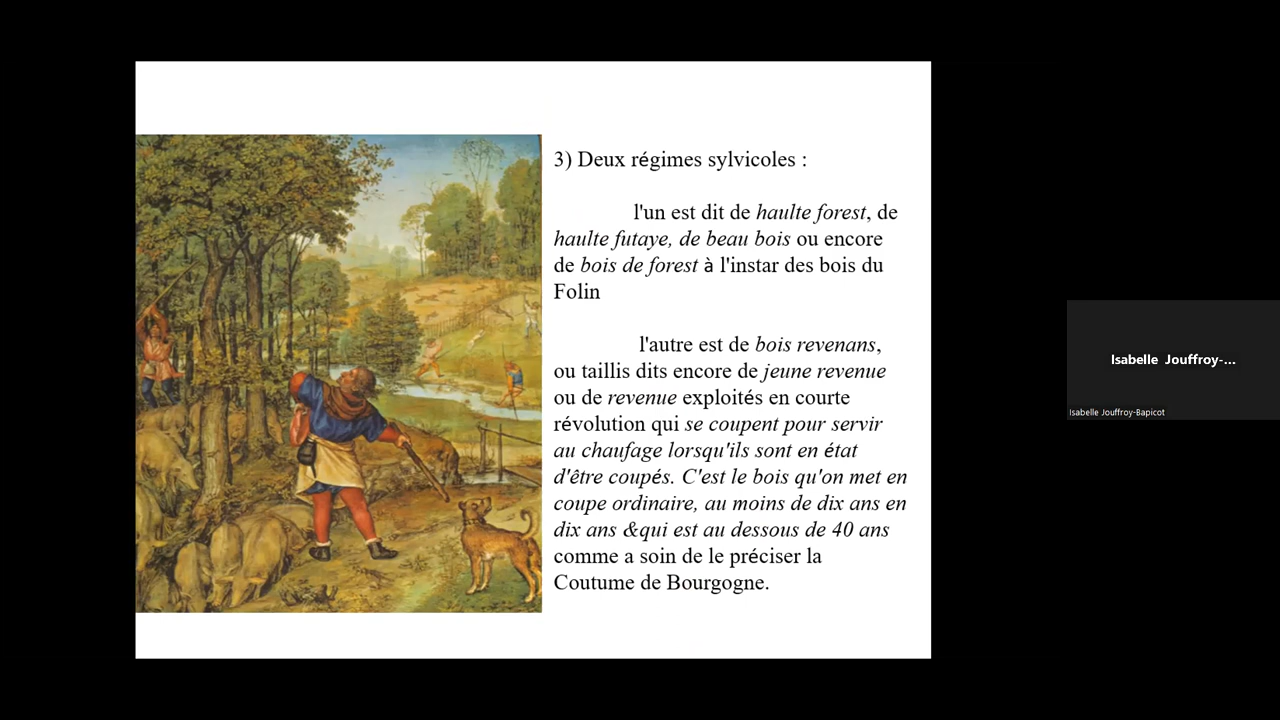 3) Deux régimes sylvicoles :
l'un est dit de haulte forest, de
haulte futaye, de beau bois ou encore
de bois de forest à l'instar des bois du
Folin
l'autre est de bois revenans,
ou taillis dits encore de jeune revenue
ou de revenue exploités en courte
révolution qui se coupent pour servir
au chaufage lorsqu'ils sont en état
d'être coupés. C'est le bois qu'on met en
coupe ordinaire, au moins de dix ans en
dix ans &qui est au dessous de 40 ans
comme a soin de le préciser la
Coutume de Bourgogne.
Isabelle Jouffroy-...
Isabelle Jouffroy-Bapicot